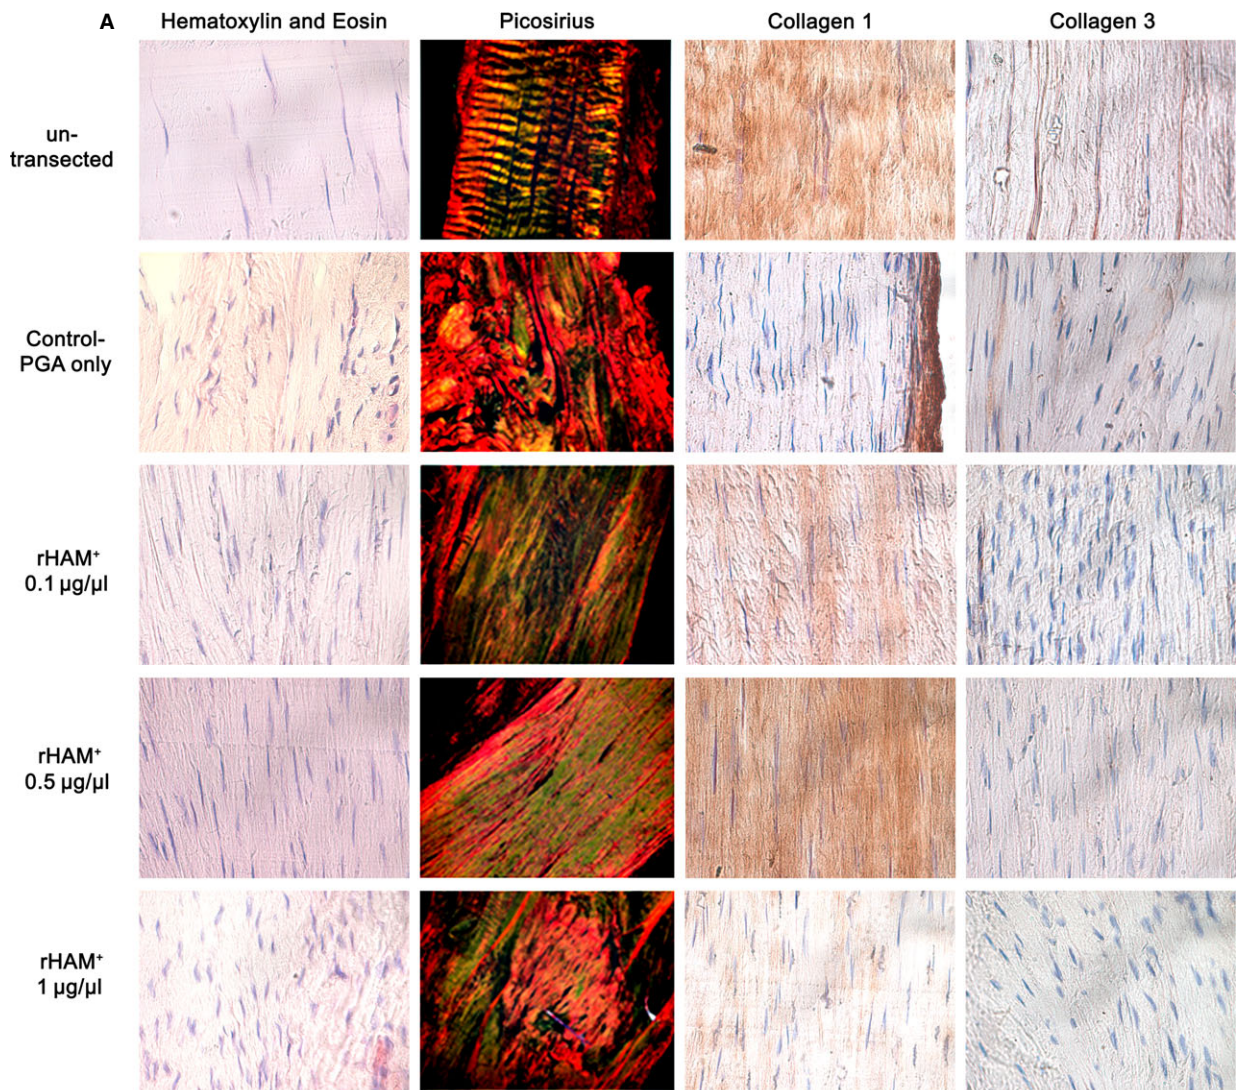 A
Hematoxylin and Eosin
Picosirius
Collagen 1
Collagen 3
un-
transected
Control-
PGA only
rHAM⁺
0.1 µg/µl
rHAM⁺
0.5 µg/µl
rHAM⁺
1 µg/µl